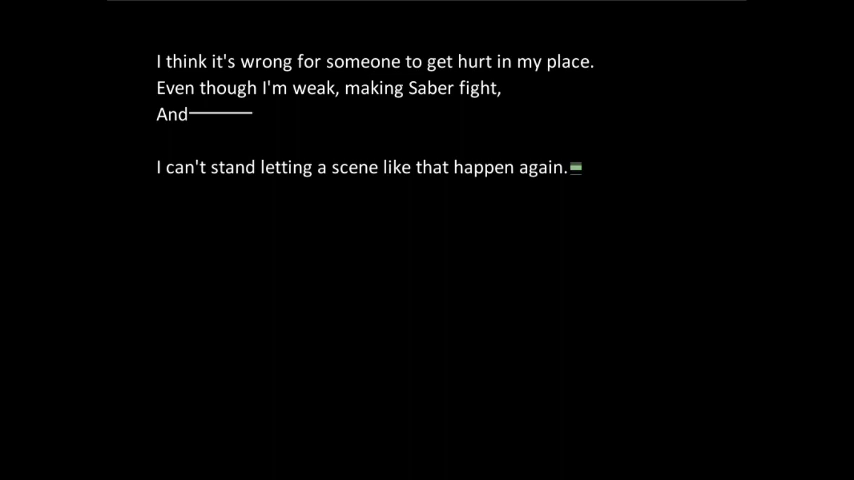 I think it's wrong for someone to get hurt in my place.
Even though I'm weak, making Saber fight,
And————
I can't stand letting a scene like that happen again.